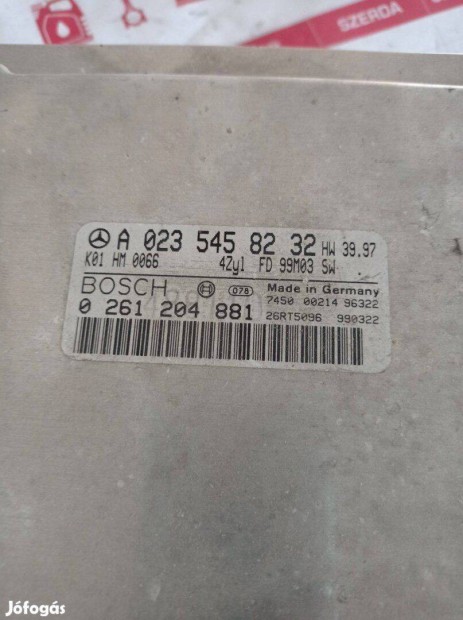 SZERDA
A 023 545 82 32 HW 39.97
K01 HM 0066 4Zyl FD 99M03 SW
BOSCH 078 Made in Germany
7450 00214 96322
0 261 204 881 26RT5096 990322
Jófogás